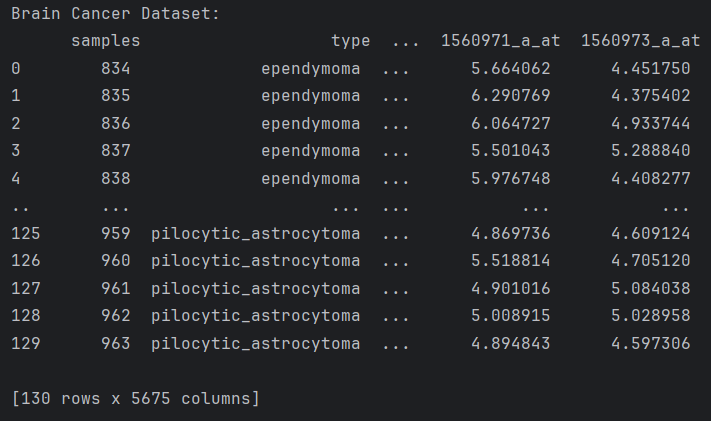 Brain Cancer Dataset:
samples type ... 1560971_a_at 1560973_a_at
0 834 ependymoma ... 5.664062 4.451750
1 835 ependymoma ... 6.290769 4.375402
2 836 ependymoma ... 6.064727 4.933744
3 837 ependymoma ... 5.501043 5.288840
4 838 ependymoma ... 5.976748 4.408277
.. ... ... ... ... ...
125 959 pilocytic_astrocytoma ... 4.869736 4.609124
126 960 pilocytic_astrocytoma ... 5.518814 4.705120
127 961 pilocytic_astrocytoma ... 4.901016 5.084038
128 962 pilocytic_astrocytoma ... 5.008915 5.028958
129 963 pilocytic_astrocytoma ... 4.894843 4.597306
[130 rows x 5675 columns]